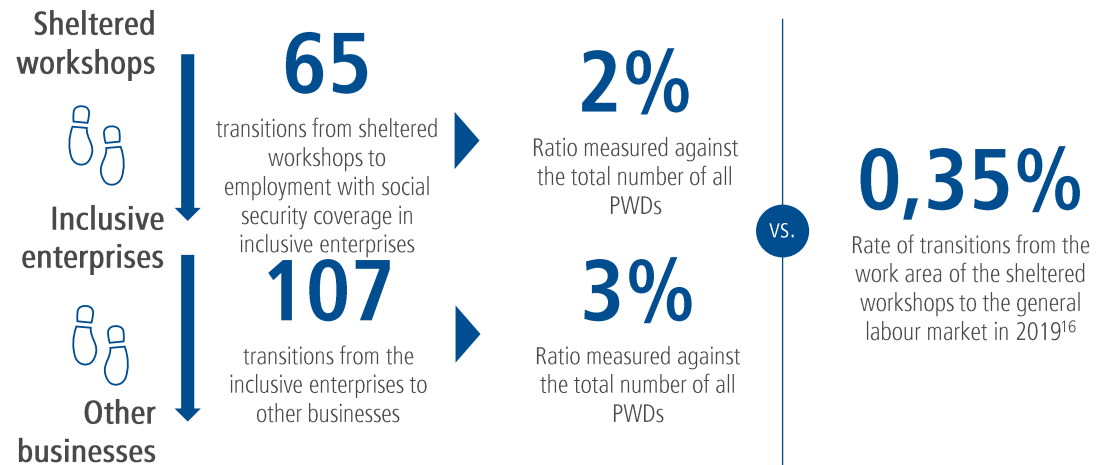 Sheltered
workshops
Inclusive
enterprises
Other
businesses
65
transitions from sheltered
workshops to
employment with social
security coverage in
inclusive enterprises
2%
Ratio measured against
the total number of all
PWDs
107
transitions from the
inclusive enterprises to
other businesses
3%
Ratio measured against
the total number of all
PWDs
VS.
0,35%
Rate of transitions from the
work area of the sheltered
workshops to the general
labour market in 2019¹⁶